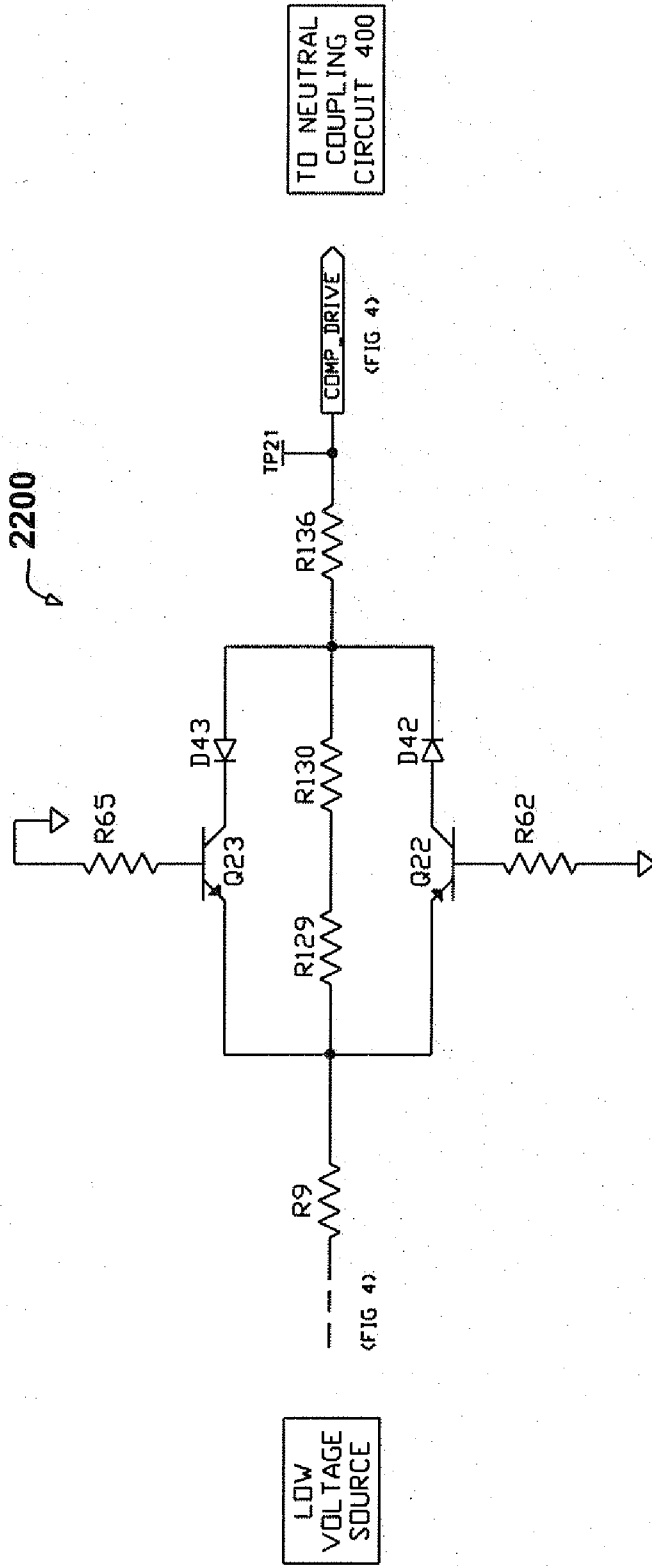 2200
LOW
VOLTAGE
SOURCE
(FIG 4)
R9
R65
Q23
D43
R129
R130
Q22
D42
R62
R136
TP21
COMP_DRIVE
(FIG 4)
TO NEUTRAL
COUPLING
CIRCUIT 400